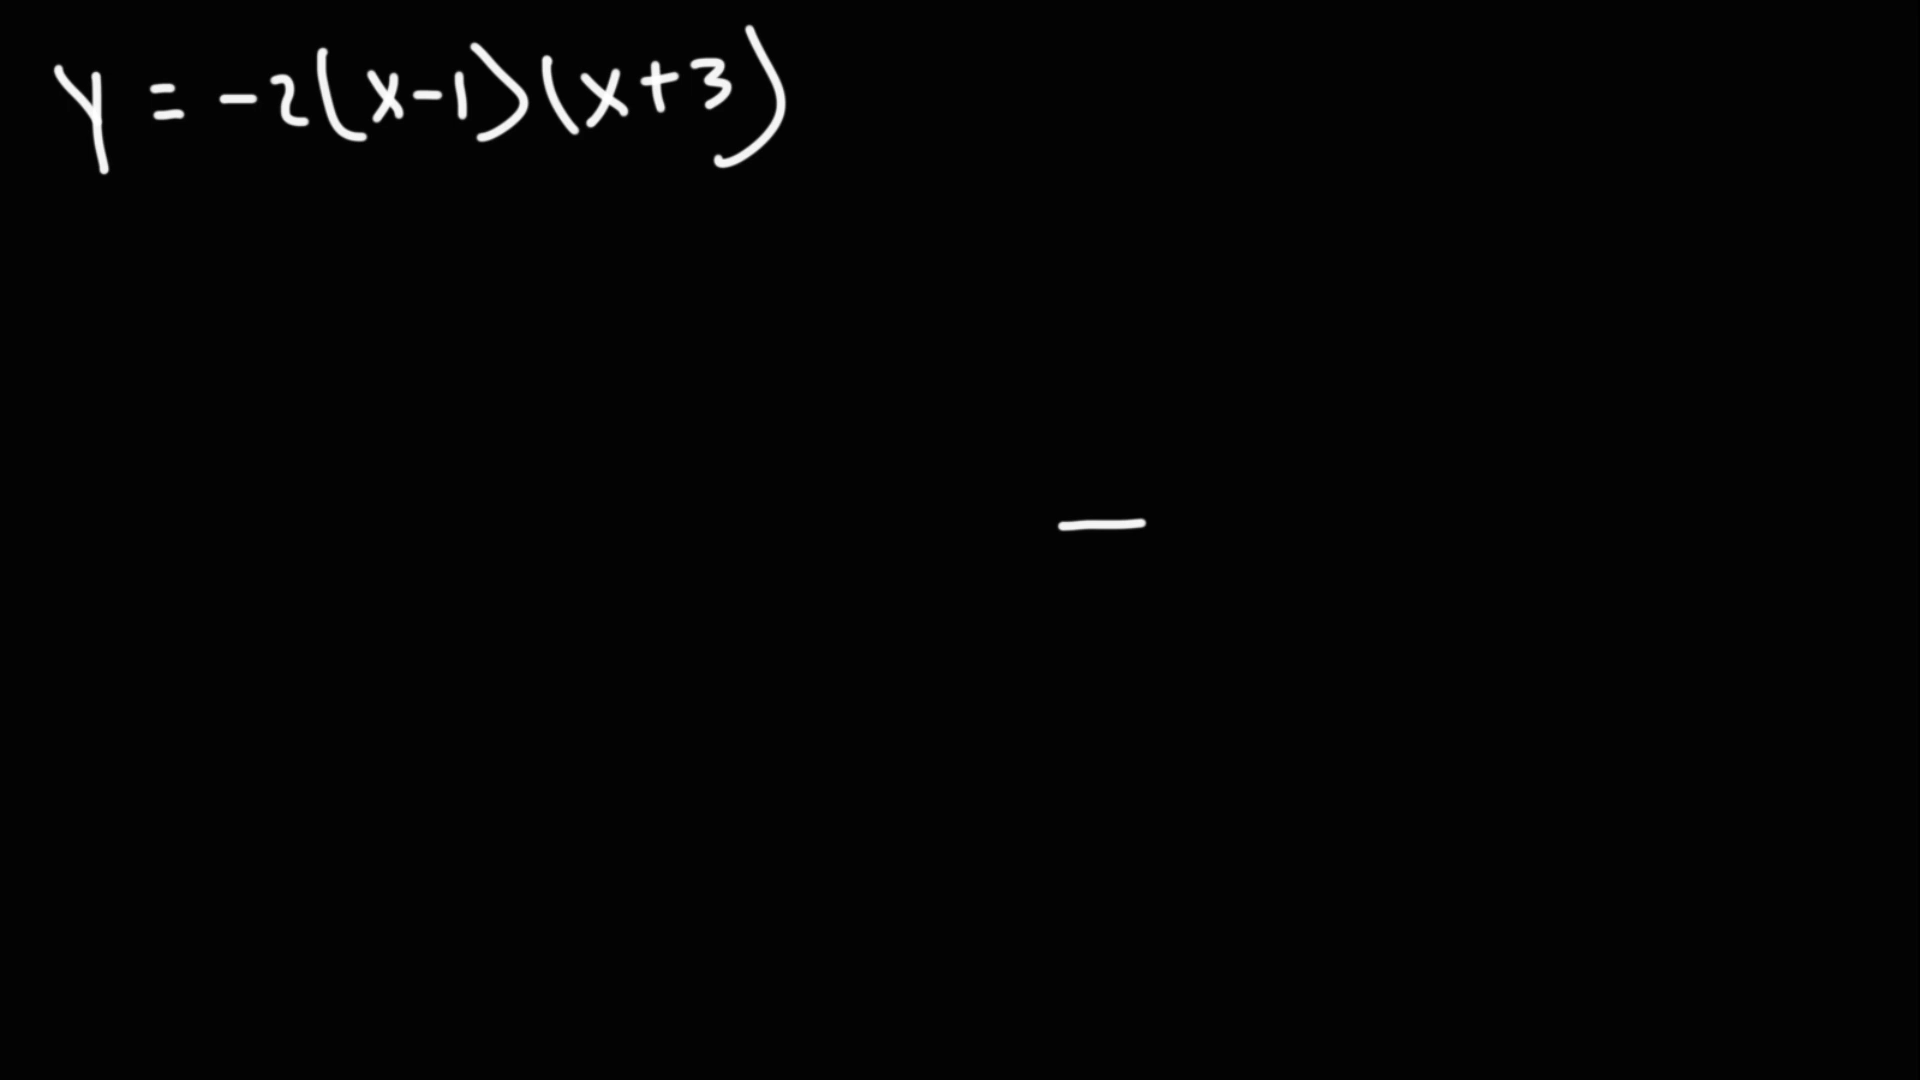 y = -2(x-1)(x+3)